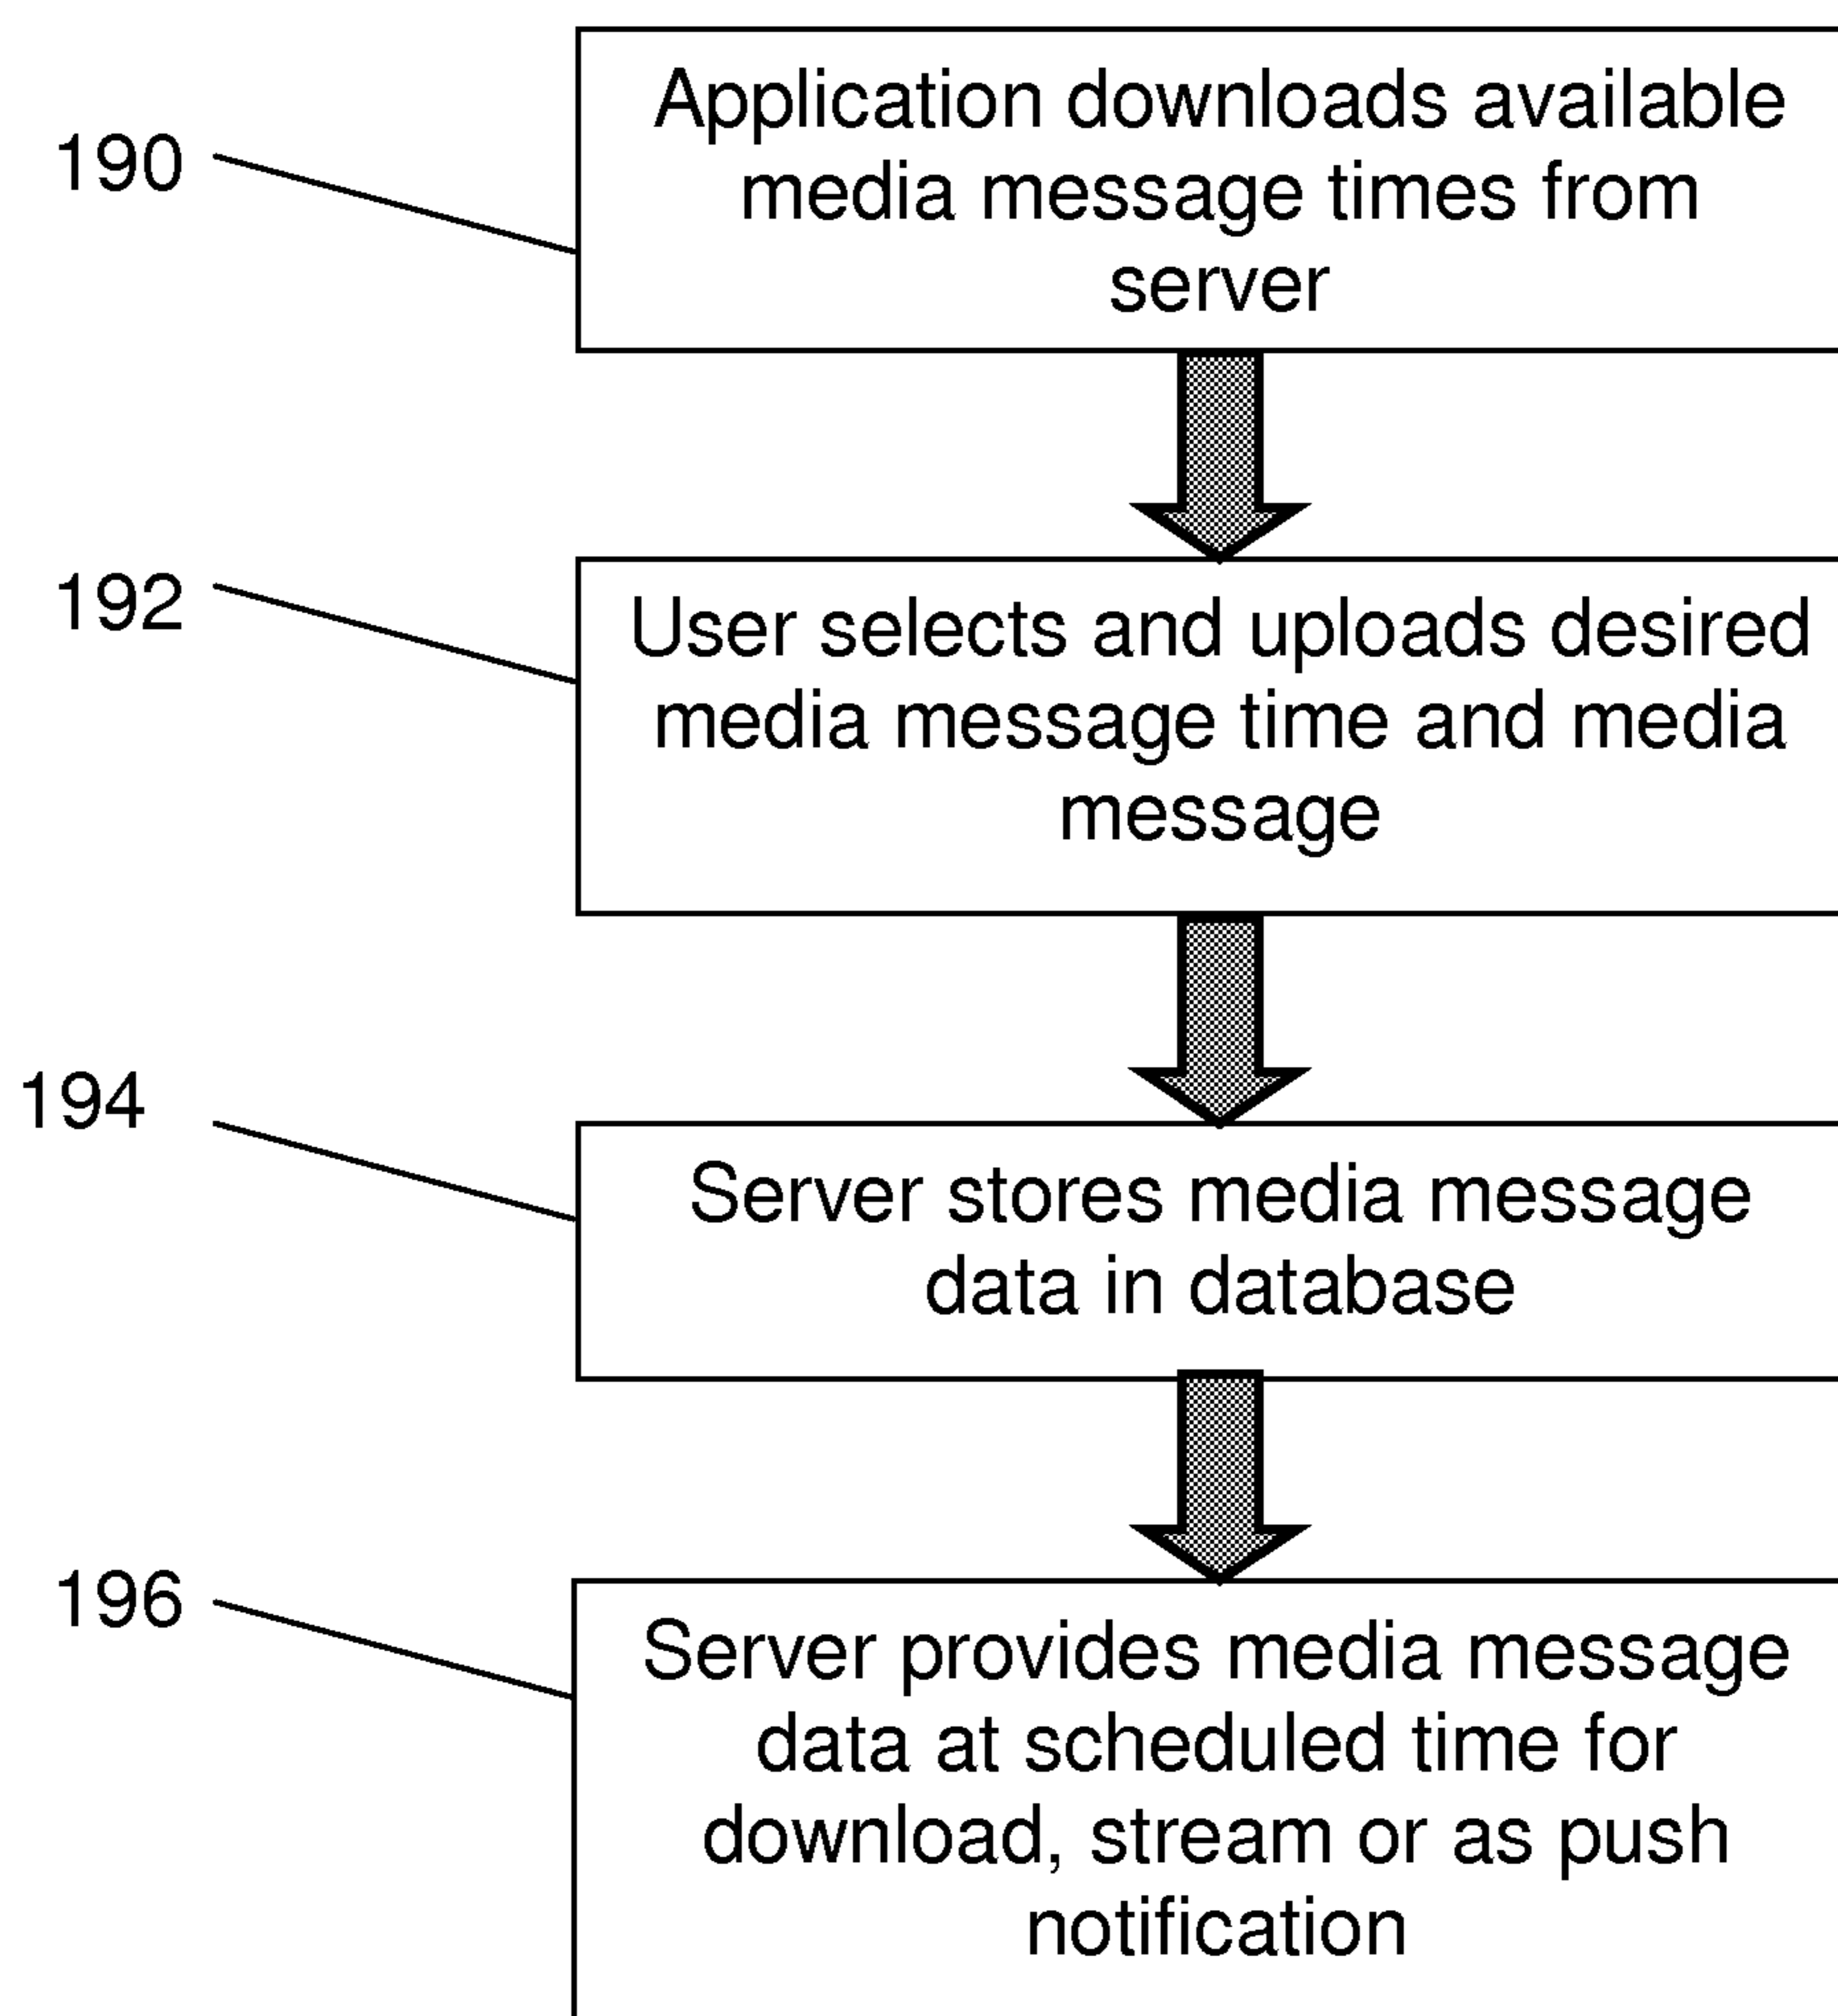 190
Application downloads available
media message times from
server
192
User selects and uploads desired
media message time and media
message
194
Server stores media message
data in database
196
Server provides media message
data at scheduled time for
download, stream or as push
notification